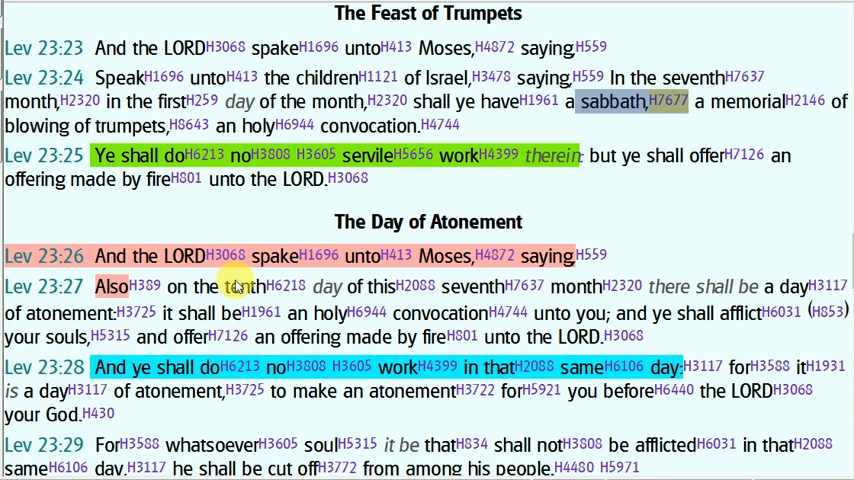 The Feast of Trumpets
Lev 23:23 And the LORDH3068 spakeH1696 untoH413 Moses,H4872 saying,H559
Lev 23:24 SpeakH1696 untoH413 the childrenH1121 of Israel,H3478 saying,H559 In the seventhH7637
month,H2320 in the firstH259 day of the month,H2320 shall ye haveH1961 a sabbath,H7677 a memorialH2146 of
blowing of trumpets,H8643 an holyH6944 convocation.H4744
Lev 23:25 Ye shall doH6213 noH3808 H3605 servileH5656 workH4399 therein: but ye shall offerH7126 an
offering made by fireH801 unto the LORD.H3068
The Day of Atonement
Lev 23:26 And the LORDH3068 spakeH1696 untoH413 Moses,H4872 saying,H559
Lev 23:27 AlsoH389 on the tenthH6218 day of thisH2088 seventhH7637 monthH2320 there shall be a dayH3117
of atonement:H3725 it shall beH1961 an holyH6944 convocationH4744 unto you; and ye shall afflictH6031 (H853)
your souls,H5315 and offerH7126 an offering made by fireH801 unto the LORD.H3068
Lev 23:28 And ye shall doH6213 noH3808 H3605 workH4399 in thatH2088 sameH6106 day:H3117 forH3588 itH1931
is a dayH3117 of atonement,H3725 to make an atonementH3722 forH5921 you beforeH6440 the LORDH3068
your God.H430
Lev 23:29 ForH3588 whatsoeverH3605 soulH5315 it be thatH834 shall notH3808 be afflictedH6031 in thatH2088
sameH6106 day,H3117 he shall be cut offH3772 from among his people.H4480 H5971